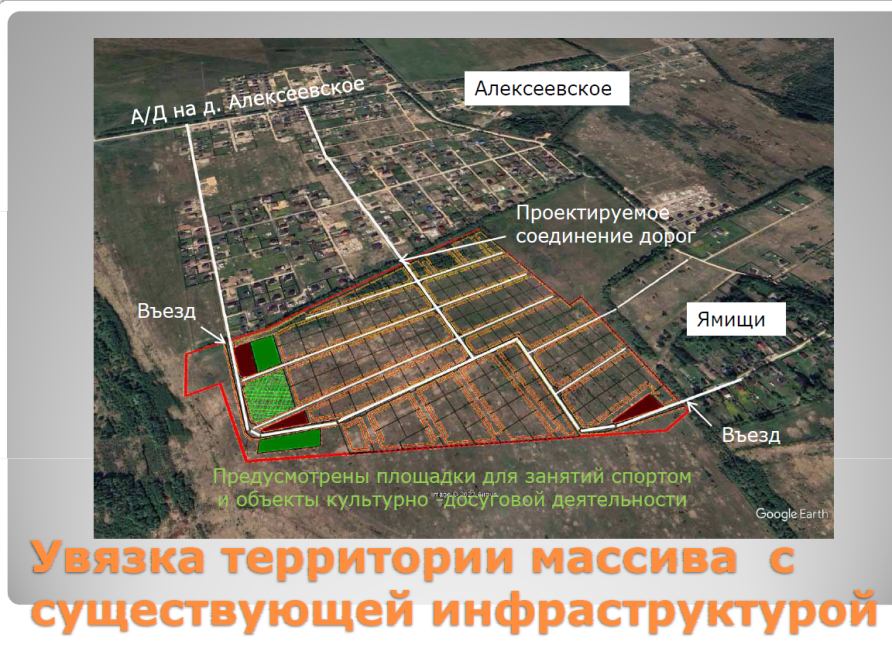 А/Д на д. Алексеевское
Алексеевское
Проектируемое
соединение дорог
Въезд
Ямищи
Въезд
Предусмотрены площадки для занятий спортом
и объекты культурно -досуговой деятельности
Google Earth
Увязка территории массива с
существующей инфраструктурой